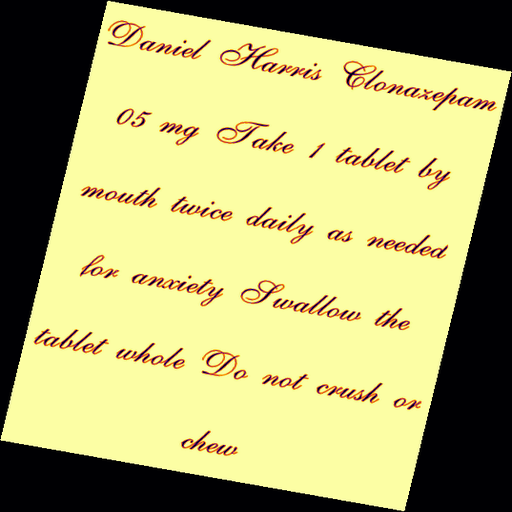 Daniel Harris Clonazepam
05 mg Take 1 tablet by
mouth twice daily as needed
for anxiety Swallow the
tablet whole Do not crush or
chew